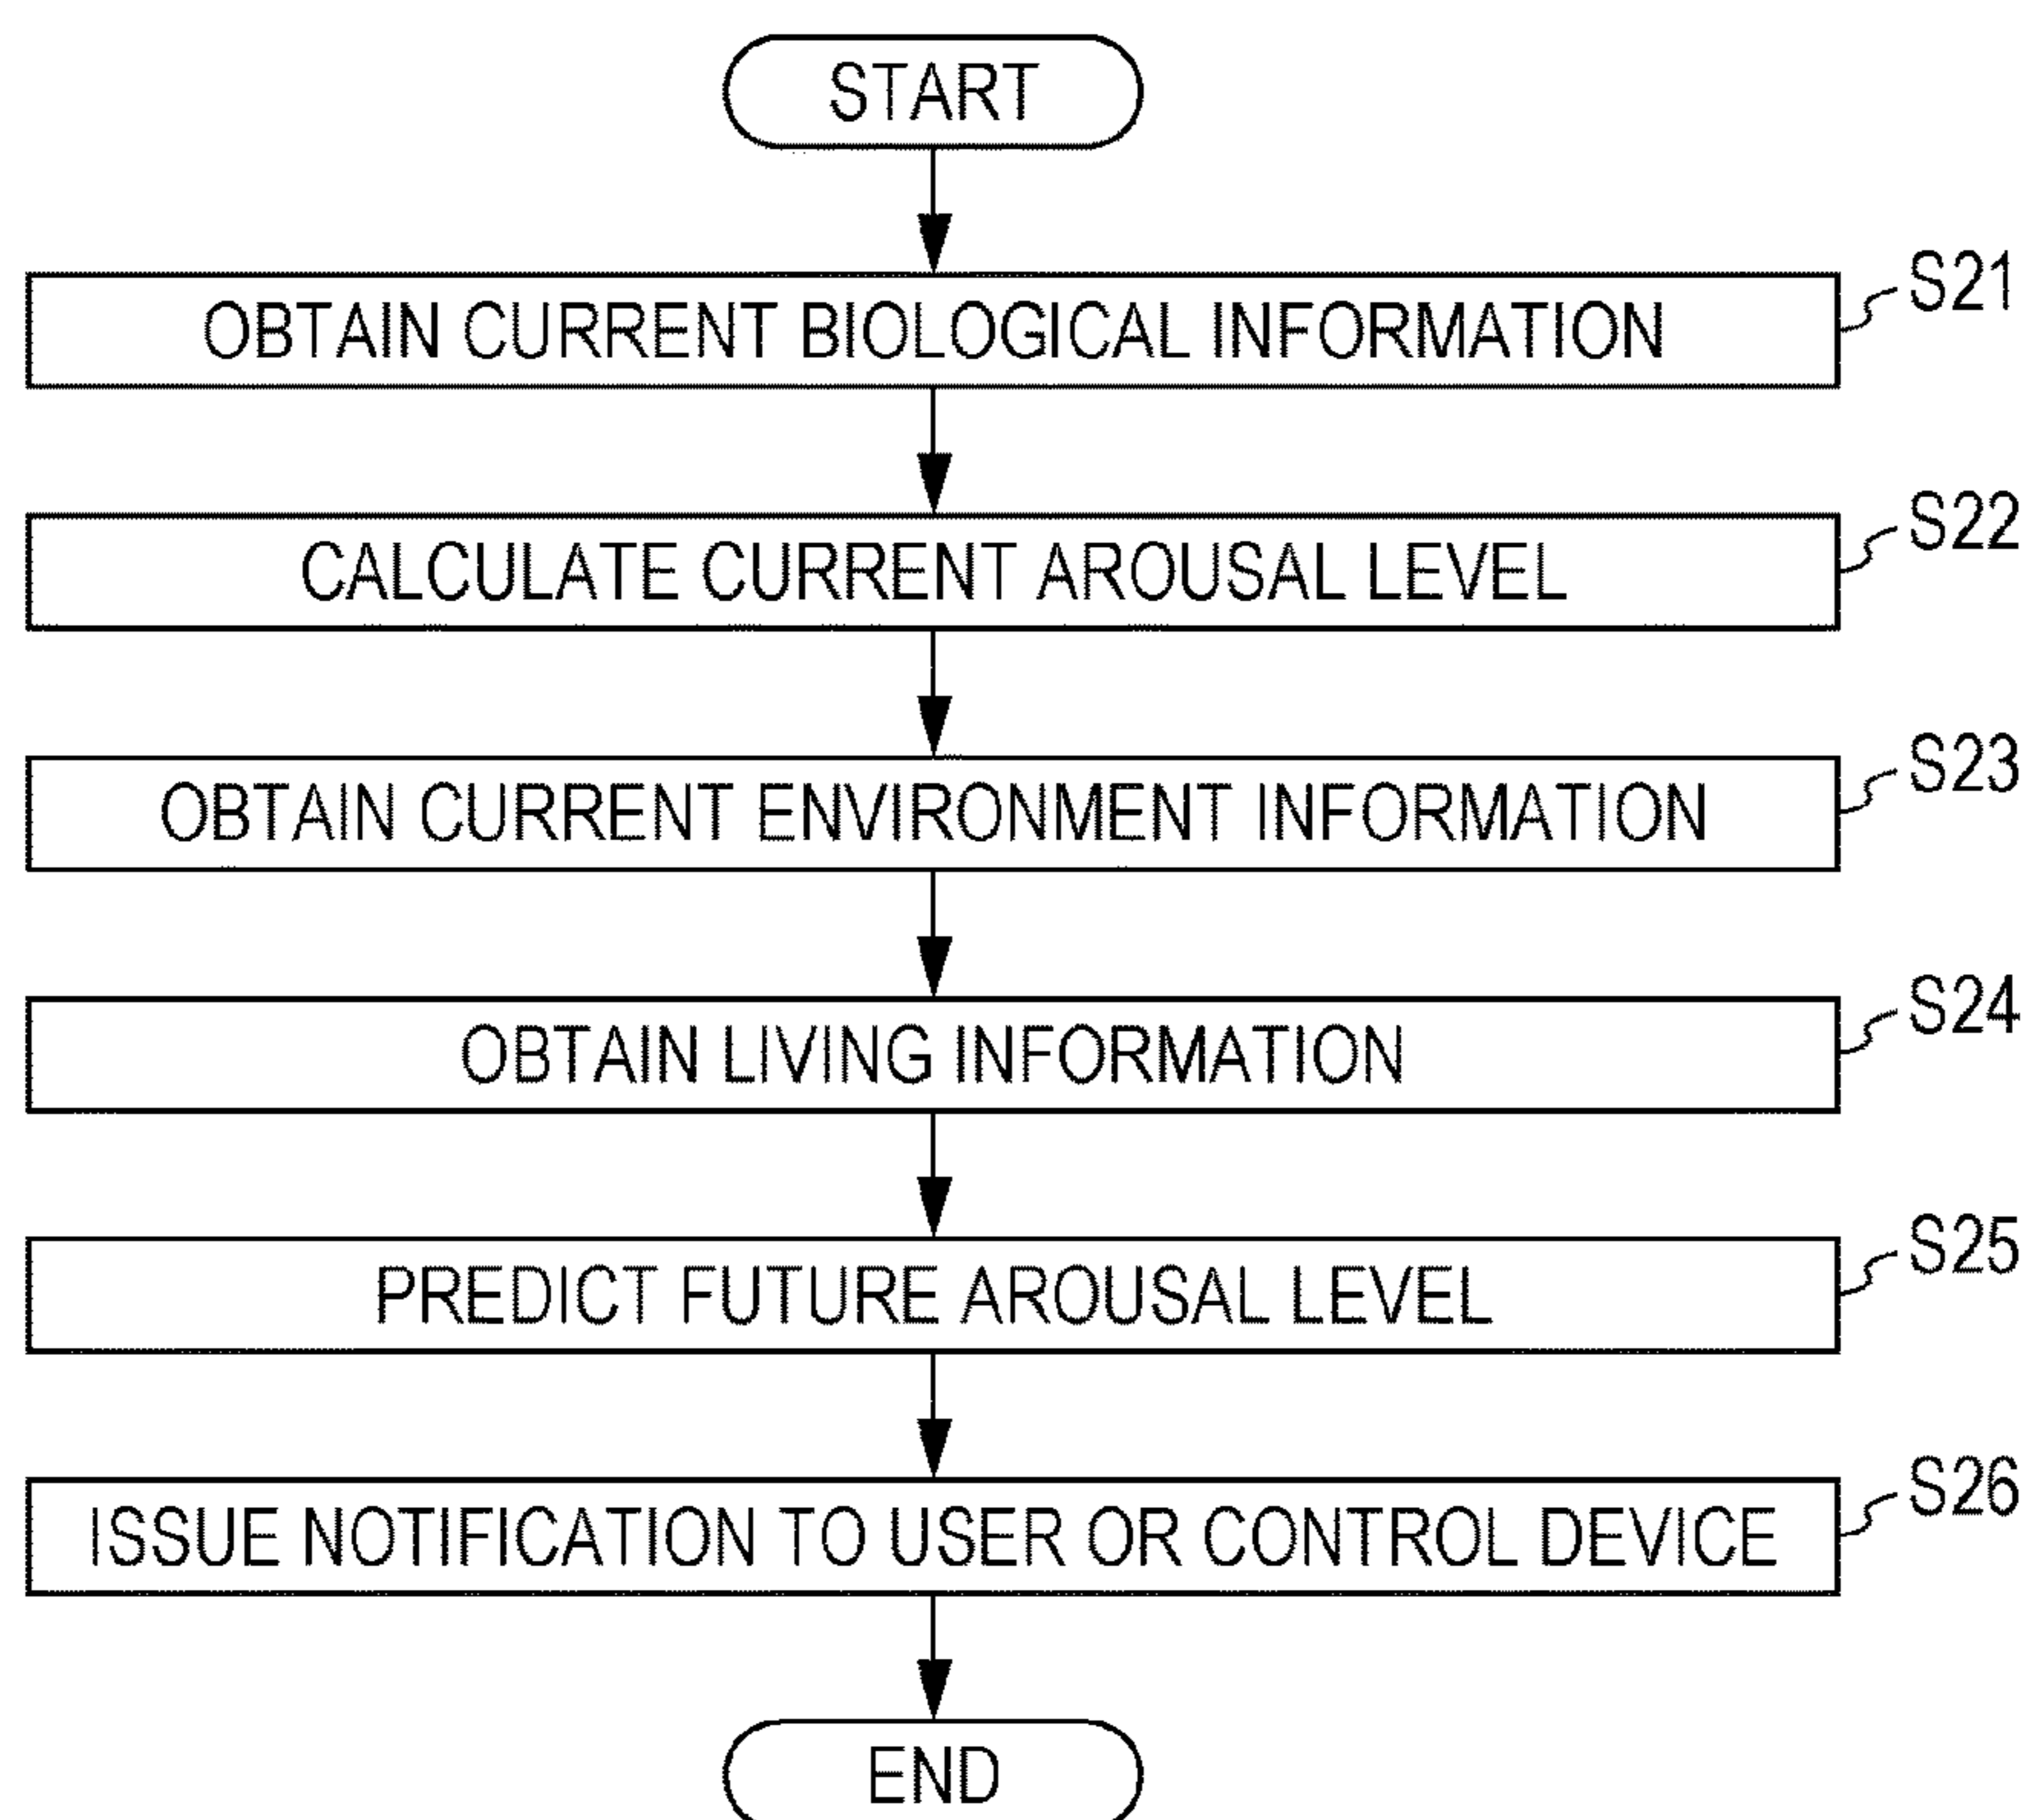 START
OBTAIN CURRENT BIOLOGICAL INFORMATION
S21
CALCULATE CURRENT AROUSAL LEVEL
S22
OBTAIN CURRENT ENVIRONMENT INFORMATION
S23
OBTAIN LIVING INFORMATION
S24
PREDICT FUTURE AROUSAL LEVEL
S25
ISSUE NOTIFICATION TO USER OR CONTROL DEVICE
S26
END